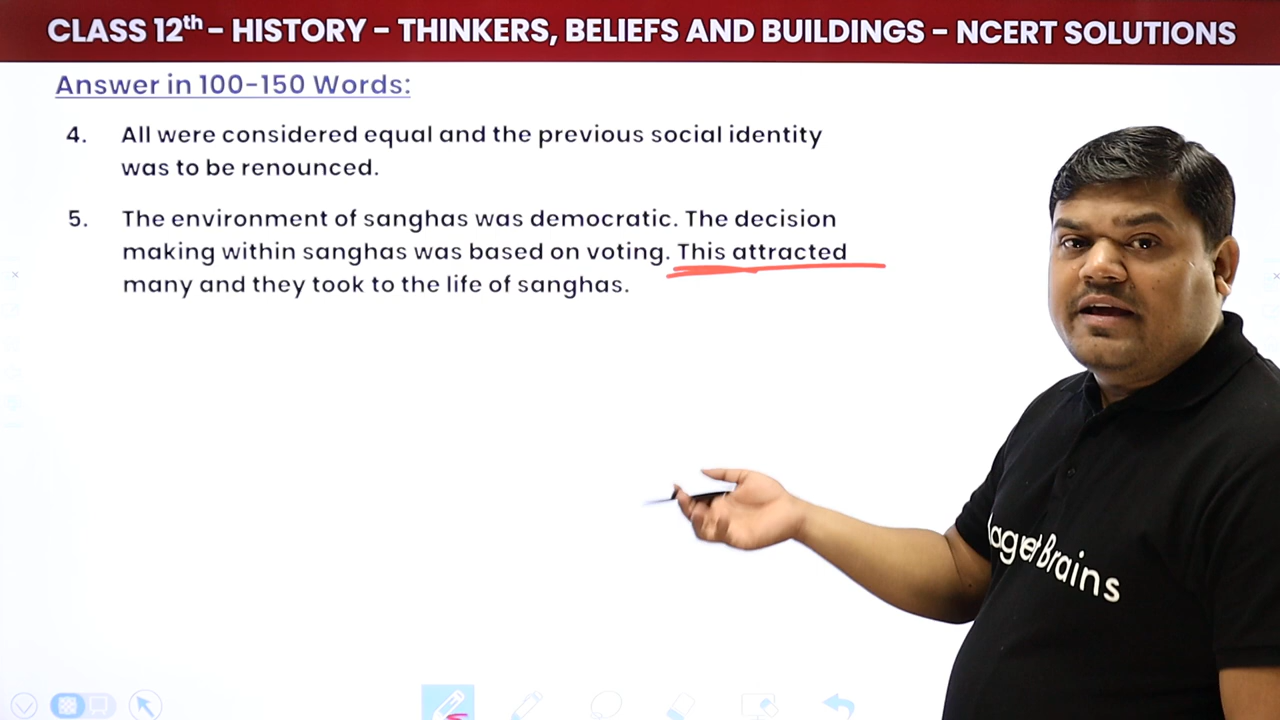 CLASS 12th – HISTORY – THINKERS, BELIEFS AND BUILDINGS – NCERT SOLUTIONS
Answer in 100-150 Words:
4. All were considered equal and the previous social identity
was to be renounced.
5. The environment of sanghas was democratic. The decision
making within sanghas was based on voting. This attracted
many and they took to the life of sanghas.
Brains